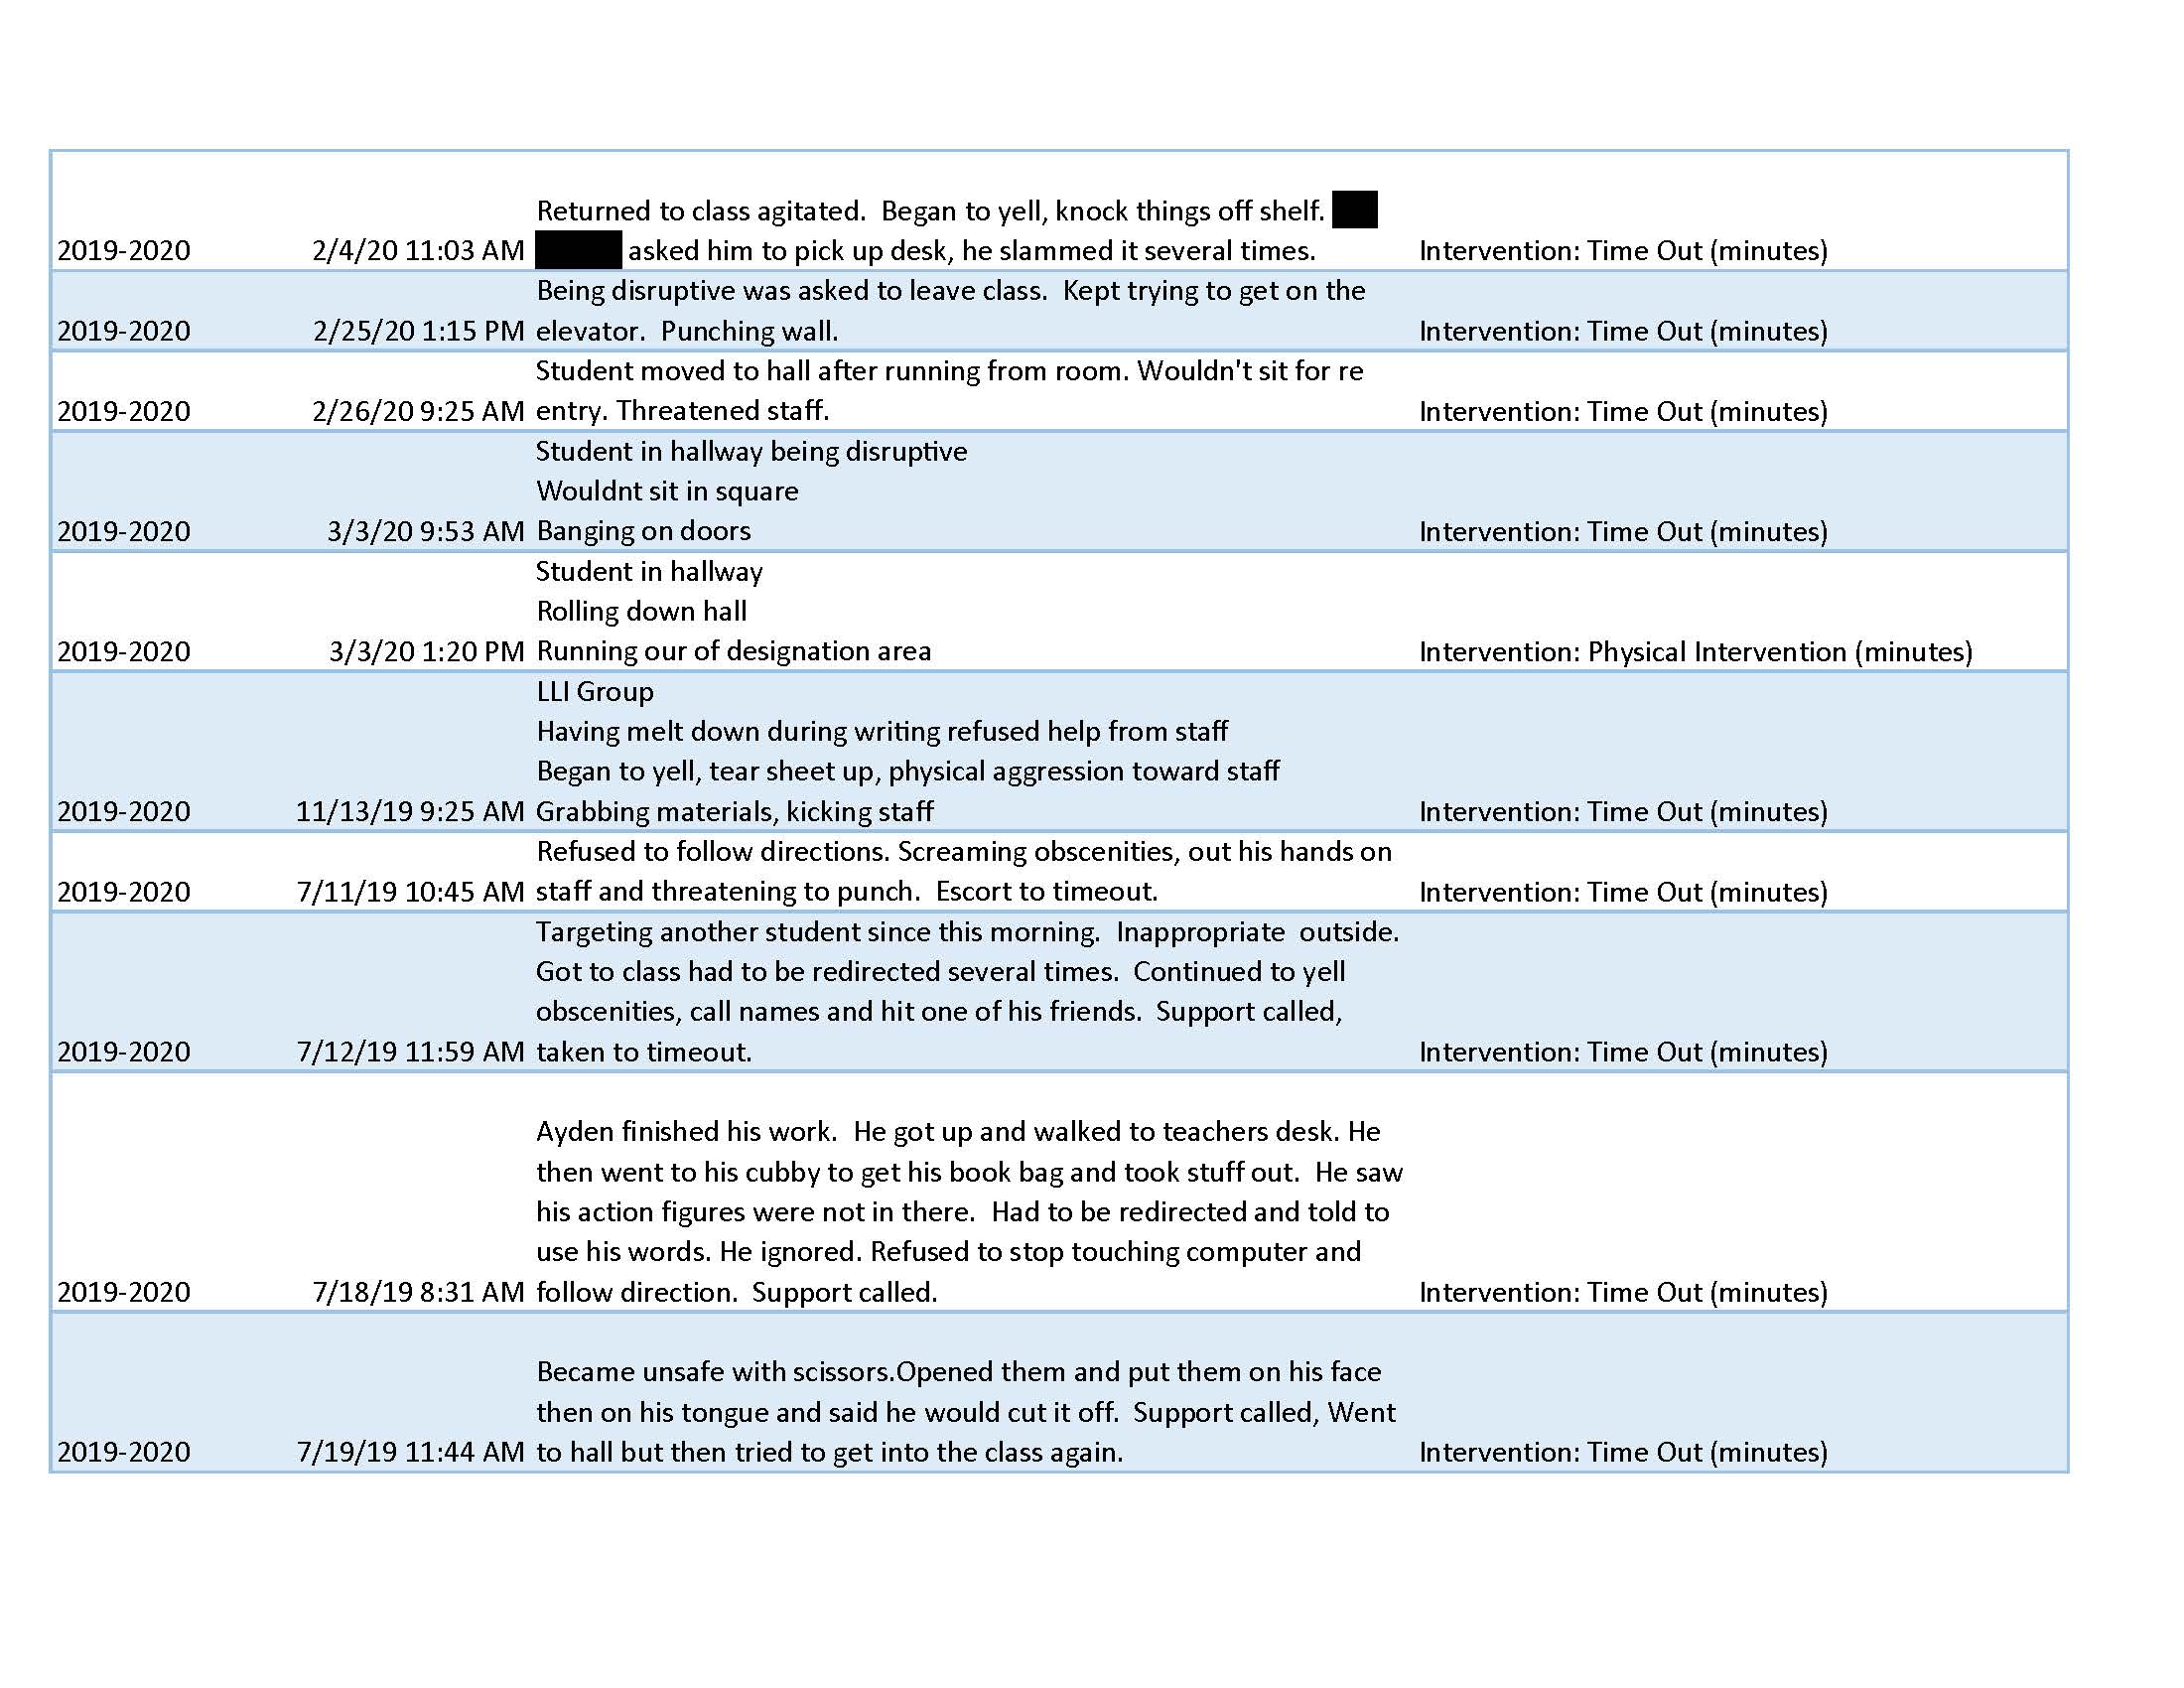 Returned to class agitated.  Began to yell, knock things off shelf.
2019-2020 2/4/20 11:03 AM asked him to pick up desk, he slammed it several times. Intervention: Time Out (minutes)
Being disruptive was asked to leave class.  Kept trying to get on the
2019-2020 2/25/20 1:15 PM elevator.  Punching wall. Intervention: Time Out (minutes)
Student moved to hall after running from room. Wouldn't sit for re
2019-2020 2/26/20 9:25 AM entry. Threatened staff. Intervention: Time Out (minutes)
Student in hallway being disruptive
Wouldnt sit in square
2019-2020 3/3/20 9:53 AM Banging on doors Intervention: Time Out (minutes)
Student in hallway
Rolling down hall
2019-2020 3/3/20 1:20 PM Running our of designation area Intervention: Physical Intervention (minutes)
LLI Group
Having melt down during writing refused help from staff
Began to yell, tear sheet up, physical aggression toward staff
2019-2020 11/13/19 9:25 AM Grabbing materials, kicking staff Intervention: Time Out (minutes)
Refused to follow directions. Screaming obscenities, out his hands on
2019-2020 7/11/19 10:45 AM staff and threatening to punch.  Escort to timeout. Intervention: Time Out (minutes)
Targeting another student since this morning.  Inappropriate  outside.
Got to class had to be redirected several times.  Continued to yell
obscenities, call names and hit one of his friends.  Support called,
2019-2020 7/12/19 11:59 AM taken to timeout. Intervention: Time Out (minutes)
Ayden finished his work.  He got up and walked to teachers desk. He
then went to his cubby to get his book bag and took stuff out.  He saw
his action figures were not in there.  Had to be redirected and told to
use his words. He ignored. Refused to stop touching computer and
2019-2020 7/18/19 8:31 AM follow direction.  Support called. Intervention: Time Out (minutes)
Became unsafe with scissors.Opened them and put them on his face
then on his tongue and said he would cut it off.  Support called, Went
2019-2020 7/19/19 11:44 AM to hall but then tried to get into the class again. Intervention: Time Out (minutes)